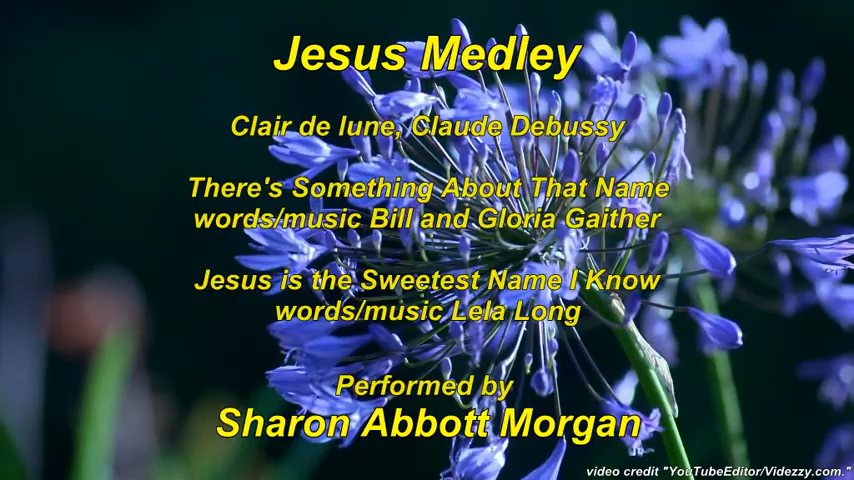 Jesus Medley
Clair de lune, Claude Debussy
There's Something About That Name
words/music Bill and Gloria Gaither
Jesus is the Sweetest Name I Know
words/music Lela Long
Performed by
Sharon Abbott Morgan
video credit "YouTubeEditor/Videzzy.com."